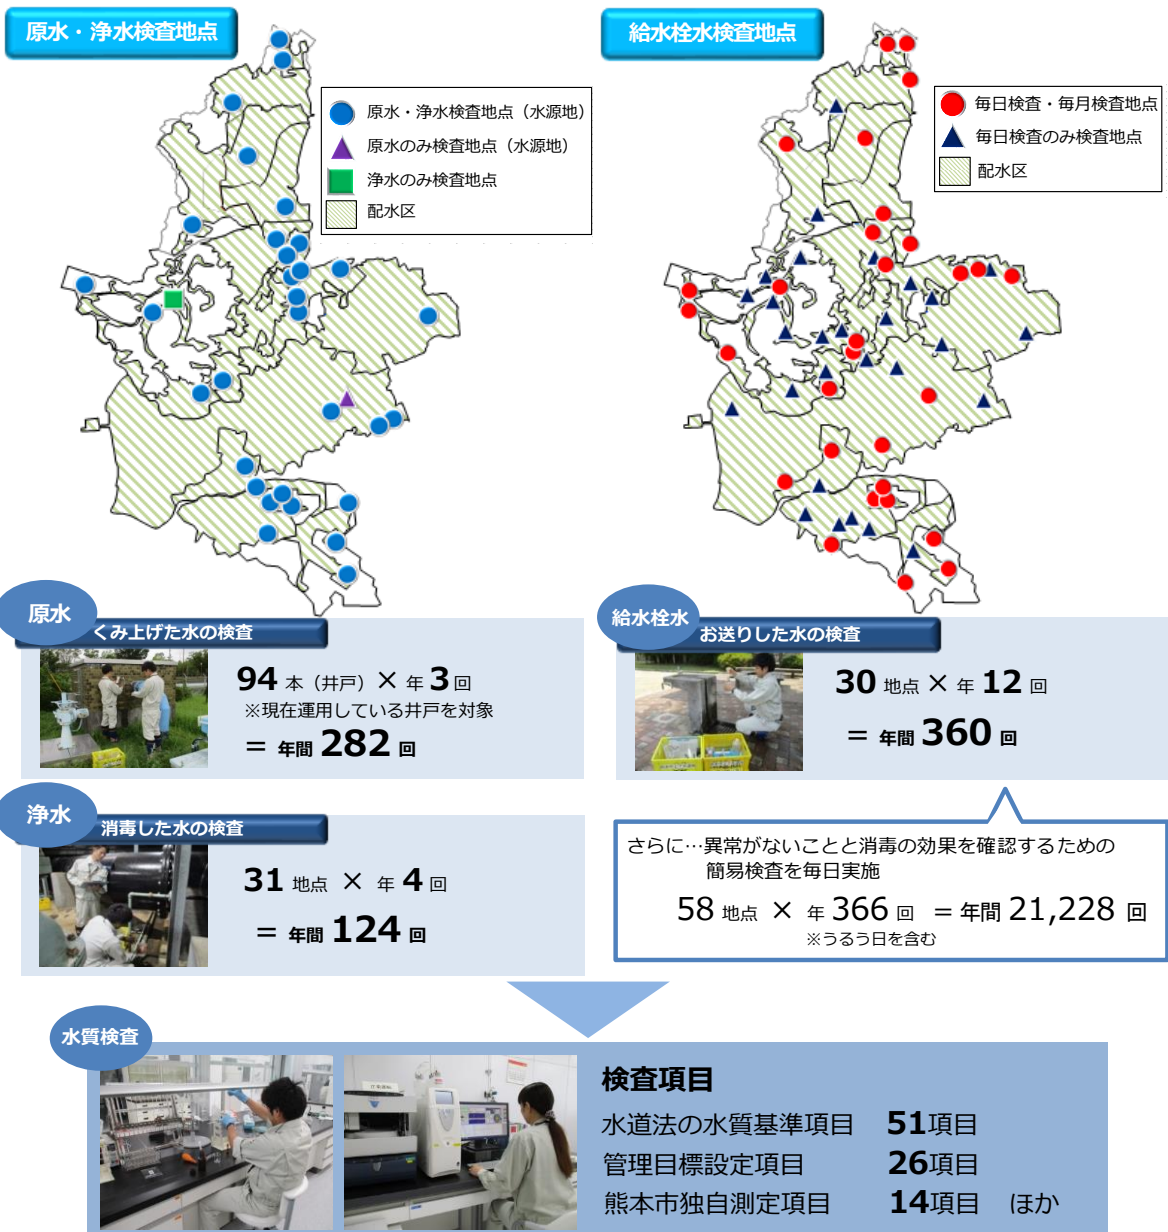 原水・浄水検査地点
原水・浄水検査地点（水源地）
原水のみ検査地点（水源地）
浄水のみ検査地点
配水区
給水栓水検査地点
毎日検査・毎月検査地点
毎日検査のみ検査地点
配水区
原水
くみ上げた水の検査
94 本（井戸）× 年 3 回
※現在運用している井戸を対象
＝ 年間 282 回
浄水
消毒した水の検査
31 地点 × 年 4 回
＝ 年間 124 回
給水栓水
お送りした水の検査
30 地点 × 年 12 回
＝ 年間 360 回
さらに…異常がないことと消毒の効果を確認するための
簡易検査を毎日実施
58 地点 × 年 366 回 ＝年間 21,228 回
※うるう日を含む
水質検査
検査項目
水道法の水質基準項目 51項目
管理目標設定項目 26項目
熊本市独自測定項目 14項目 ほか